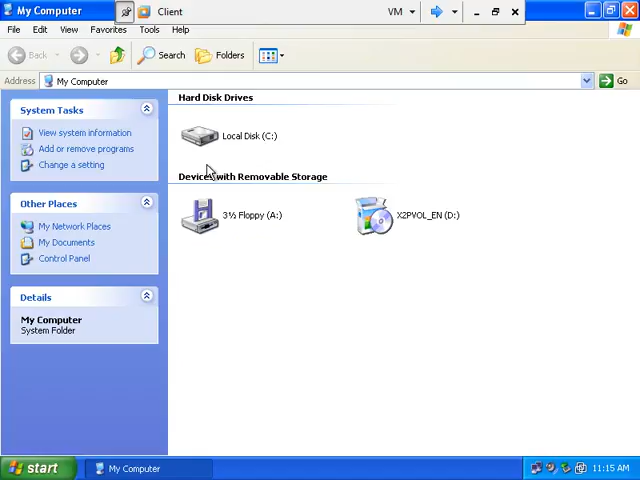 My Computer
Client
VM
File Edit View Favorites Tools Help
Back Search Folders
Address My Computer Go
System Tasks
View system information
Add or remove programs
Change a setting
Other Places
My Network Places
My Documents
Control Panel
Details
My Computer
System Folder
Hard Disk Drives
Local Disk (C:)
Devices with Removable Storage
3½ Floppy (A:)
X2PVOL_EN (D:)
start
My Computer
11:15 AM